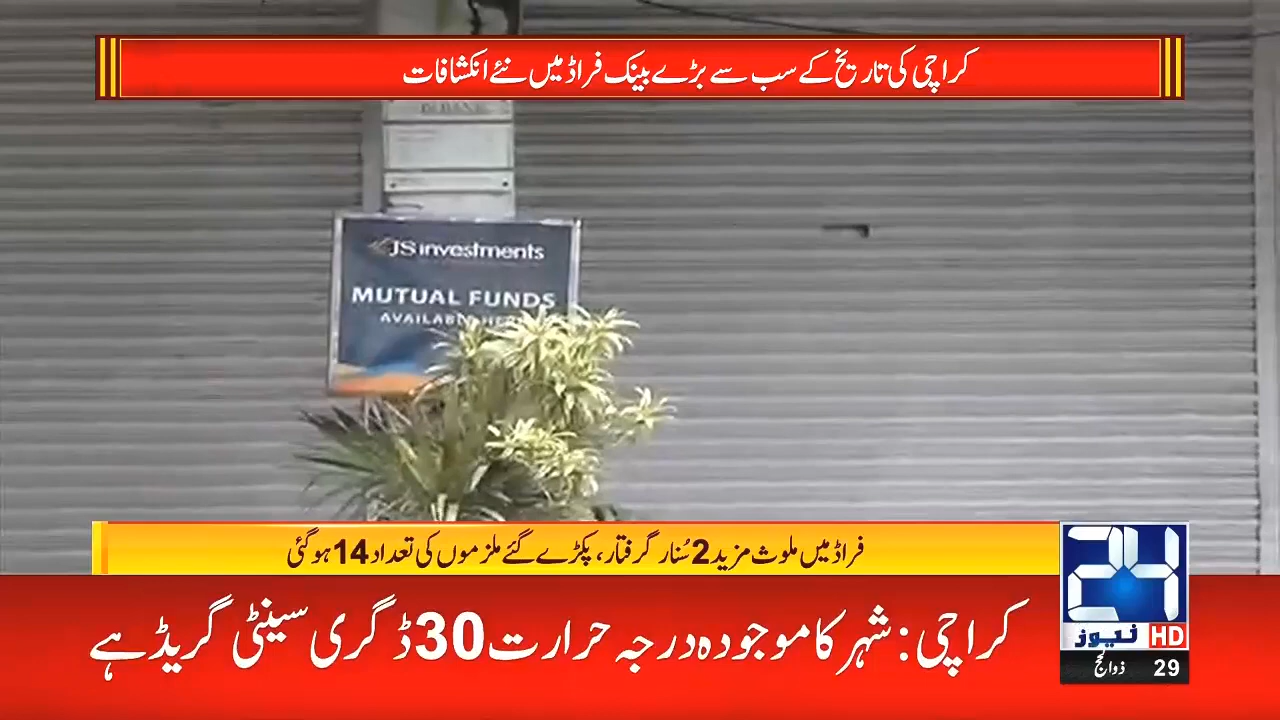 کراچی کی تاریخ کے سب سے بڑے بینک فراڈ میں نئے انکشافات
JS investments
MUTUAL FUNDS
AVAILABLE HERE
فراڈ میں ملوث مزید 2 سُنار گرفتار، پکڑے گئے ملزموں کی تعداد 14 ہوگئی
کراچی: شہر کا موجودہ درجہ حرارت 30 ڈگری سینٹی گریڈ ہے
24
نیوز HD
29 ذوالحج